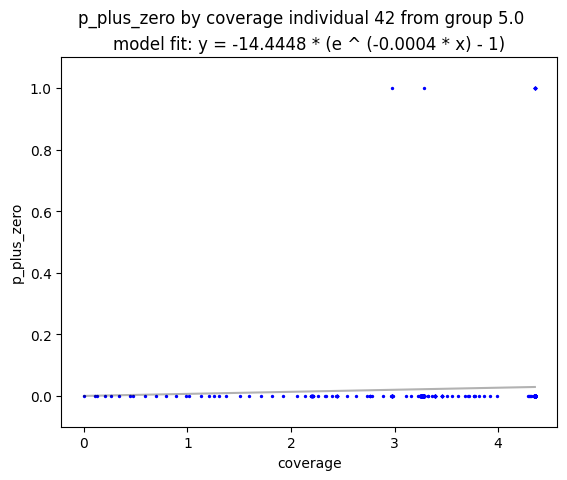 p_plus_zero by coverage individual 42 from group 5.0
model fit: y = -14.4448 * (e ^ (-0.0004 * x) - 1)
1.0
0.8
0.6
0.4
0.2
0.0
p_plus_zero
0 1 2 3 4
coverage